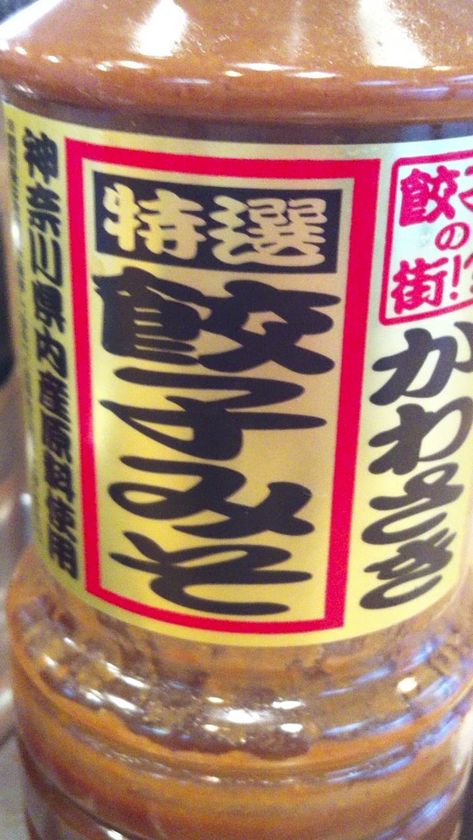 餃子の街!
かわさき
特選
餃子みそ
神奈川県内産原料使用